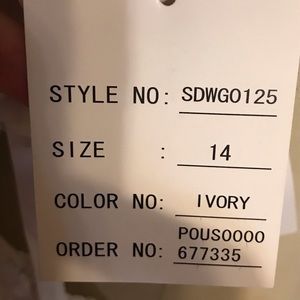 STYLE NO: SDWG0125
SIZE : 14
COLOR NO: IVORY
POUS0000
ORDER NO: 677335